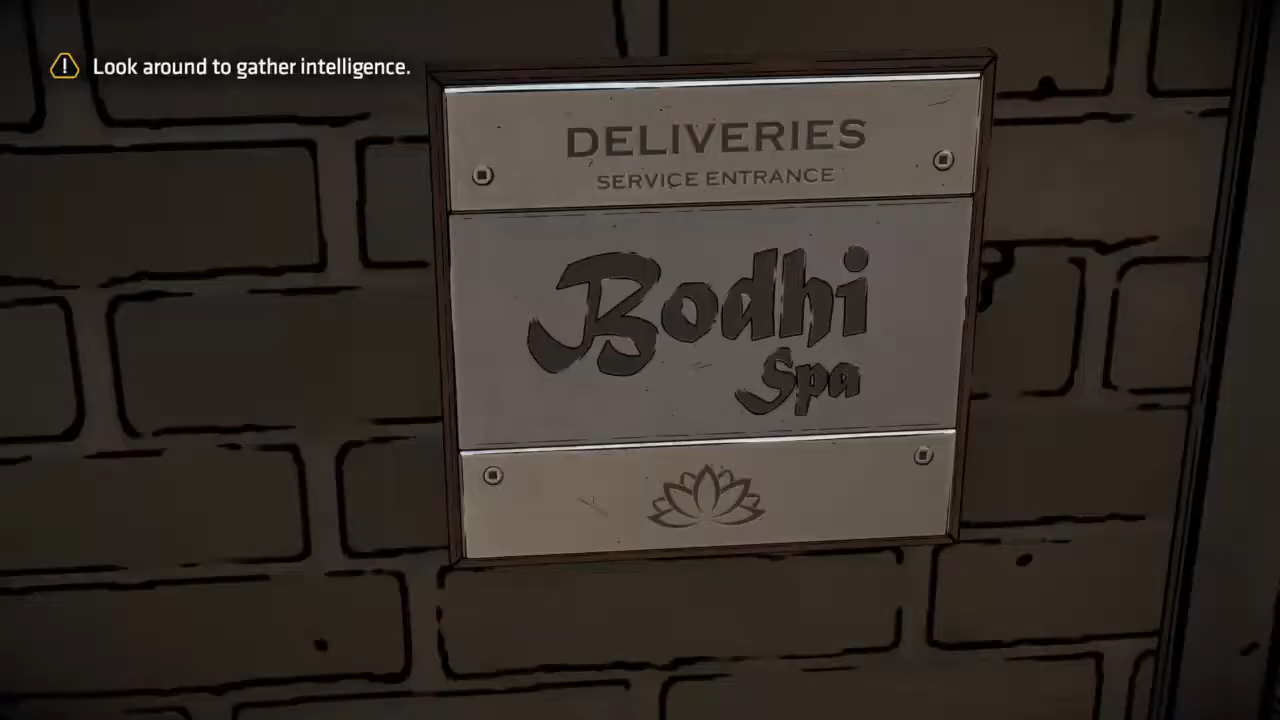 Look around to gather intelligence.
DELIVERIES
SERVICE ENTRANCE
Bodhi
Spa